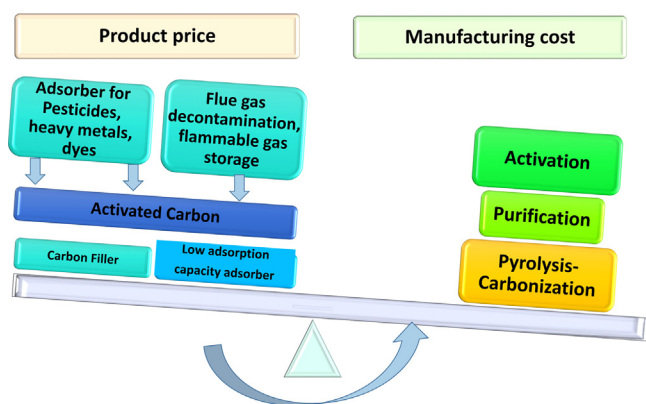 Product price
Manufacturing cost
Adsorber for
Pesticides,
heavy metals,
dyes
Flue gas
decontamination,
flammable gas
storage
Activated Carbon
Carbon Filler
Low adsorption
capacity adsorber
Activation
Purification
Pyrolysis-
Carbonization